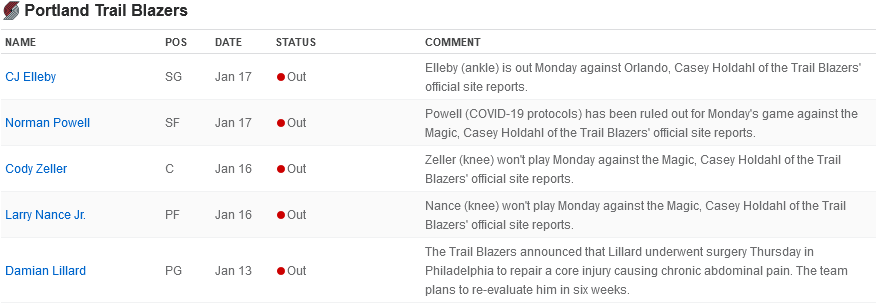 Portland Trail Blazers
NAME POS DATE STATUS COMMENT
CJ Elleby SG Jan 17 Out Elleby (ankle) is out Monday against Orlando, Casey Holdahl of the Trail Blazers'
official site reports.
Norman Powell SF Jan 17 Out Powell (COVID-19 protocols) has been ruled out for Monday's game against the
Magic, Casey Holdahl of the Trail Blazers' official site reports.
Cody Zeller C Jan 16 Out Zeller (knee) won't play Monday against the Magic, Casey Holdahl of the Trail
Blazers' official site reports.
Larry Nance Jr. PF Jan 16 Out Nance (knee) won't play Monday against the Magic, Casey Holdahl of the Trail
Blazers' official site reports.
Damian Lillard PG Jan 13 Out The Trail Blazers announced that Lillard underwent surgery Thursday in
Philadelphia to repair a core injury causing chronic abdominal pain. The team
plans to re-evaluate him in six weeks.